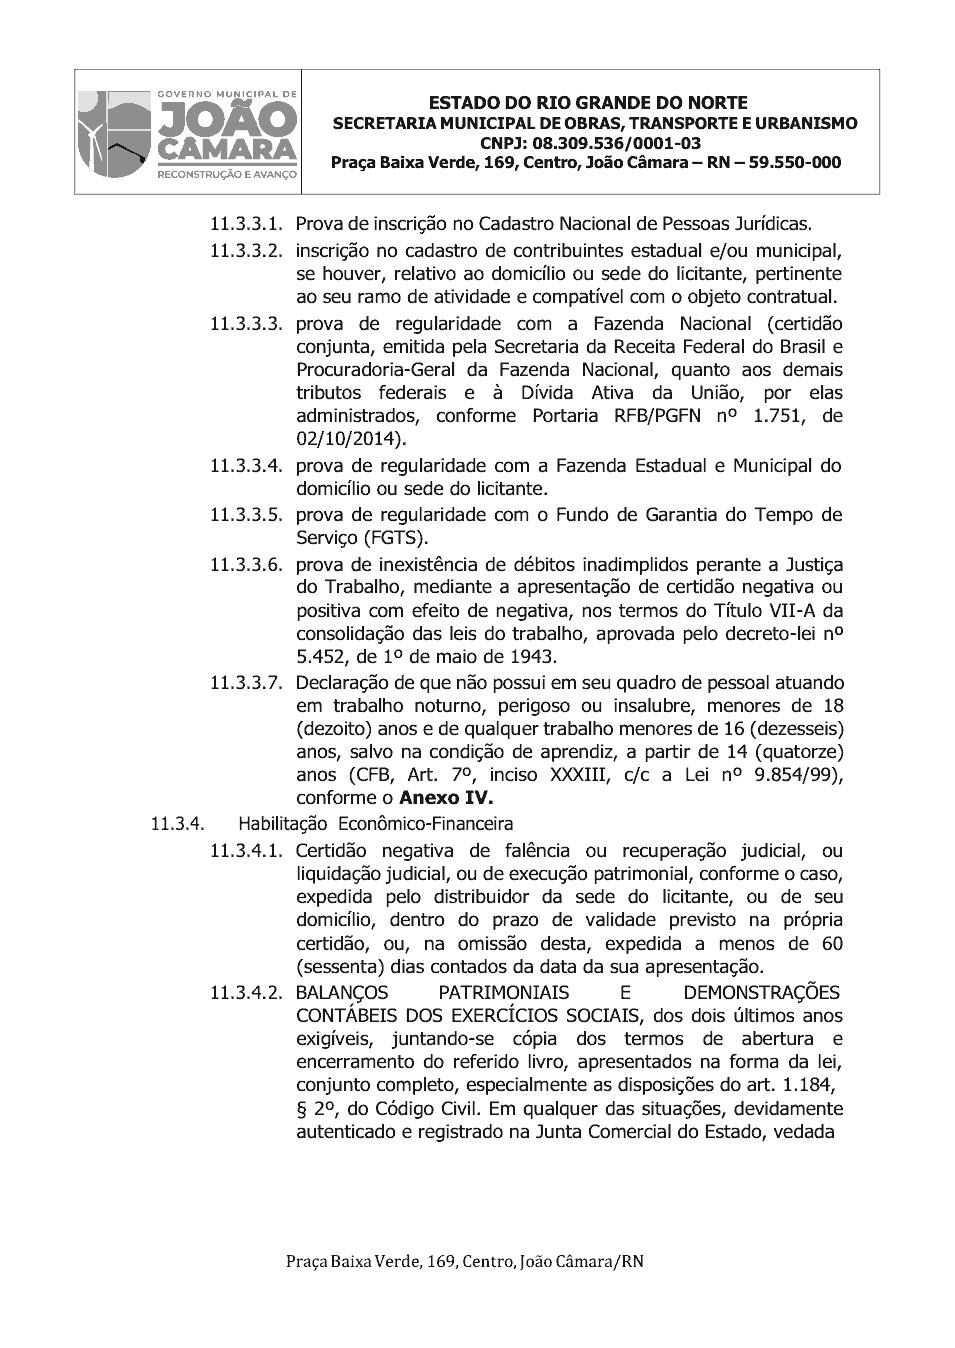 GOVERNO MUNICIPAL DE
JOÃO
CÂMARA
RECONSTRUÇÃO E AVANÇO
ESTADO DO RIO GRANDE DO NORTE
SECRETARIA MUNICIPAL DE OBRAS, TRANSPORTE E URBANISMO
CNPJ: 08.309.536/0001-03
Praça Baixa Verde, 169, Centro, João Câmara – RN – 59.550-000
11.3.3.1. Prova de inscrição no Cadastro Nacional de Pessoas Jurídicas.
11.3.3.2. inscrição no cadastro de contribuintes estadual e/ou municipal,
se houver, relativo ao domicílio ou sede do licitante, pertinente
ao seu ramo de atividade e compatível com o objeto contratual.
11.3.3.3. prova de regularidade com a Fazenda Nacional (certidão
conjunta, emitida pela Secretaria da Receita Federal do Brasil e
Procuradoria-Geral da Fazenda Nacional, quanto aos demais
tributos federais e à Dívida Ativa da União, por elas
administrados, conforme Portaria RFB/PGFN nº 1.751, de
02/10/2014).
11.3.3.4. prova de regularidade com a Fazenda Estadual e Municipal do
domicílio ou sede do licitante.
11.3.3.5. prova de regularidade com o Fundo de Garantia do Tempo de
Serviço (FGTS).
11.3.3.6. prova de inexistência de débitos inadimplidos perante a Justiça
do Trabalho, mediante a apresentação de certidão negativa ou
positiva com efeito de negativa, nos termos do Título VII-A da
consolidação das leis do trabalho, aprovada pelo decreto-lei nº
5.452, de 1º de maio de 1943.
11.3.3.7. Declaração de que não possui em seu quadro de pessoal atuando
em trabalho noturno, perigoso ou insalubre, menores de 18
(dezoito) anos e de qualquer trabalho menores de 16 (dezesseis)
anos, salvo na condição de aprendiz, a partir de 14 (quatorze)
anos (CFB, Art. 7º, inciso XXXIII, c/c a Lei nº 9.854/99),
conforme o Anexo IV.
11.3.4. Habilitação Econômico-Financeira
11.3.4.1. Certidão negativa de falência ou recuperação judicial, ou
liquidação judicial, ou de execução patrimonial, conforme o caso,
expedida pelo distribuidor da sede do licitante, ou de seu
domicílio, dentro do prazo de validade previsto na própria
certidão, ou, na omissão desta, expedida a menos de 60
(sessenta) dias contados da data da sua apresentação.
11.3.4.2. BALANÇOS PATRIMONIAIS E DEMONSTRAÇÕES
CONTÁBEIS DOS EXERCÍCIOS SOCIAIS, dos dois últimos anos
exigíveis, juntando-se cópia dos termos de abertura e
encerramento do referido livro, apresentados na forma da lei,
conjunto completo, especialmente as disposições do art. 1.184,
§ 2º, do Código Civil. Em qualquer das situações, devidamente
autenticado e registrado na Junta Comercial do Estado, vedada
Praça Baixa Verde, 169, Centro, João Câmara/RN